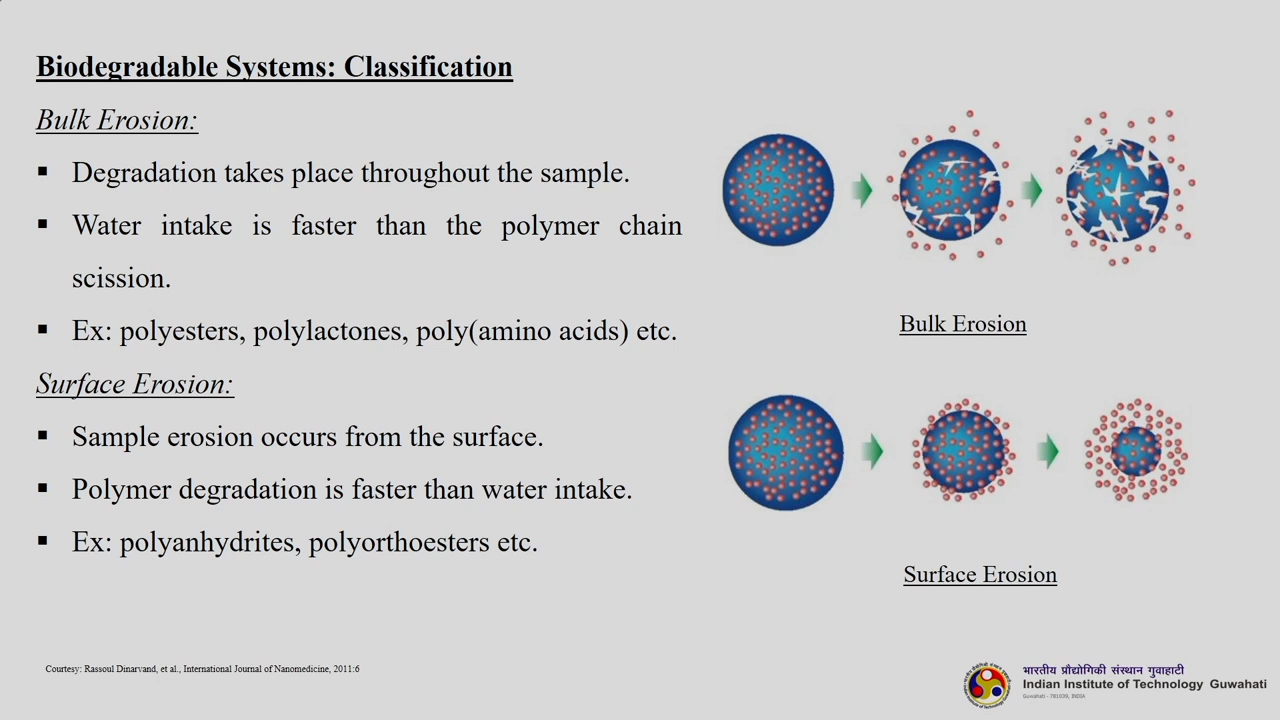 Biodegradable Systems: Classification
Bulk Erosion:
▪ Degradation takes place throughout the sample.
▪ Water intake is faster than the polymer chain
scission.
▪ Ex: polyesters, polylactones, poly(amino acids) etc.
Surface Erosion:
▪ Sample erosion occurs from the surface.
▪ Polymer degradation is faster than water intake.
▪ Ex: polyanhydrites, polyorthoesters etc.
Bulk Erosion
Surface Erosion
Courtesy: Rassoul Dinarvand, et al., International Journal of Nanomedicine, 2011:6
भारतीय प्रौद्योगिकी संस्थान गुवाहाटी
Indian Institute of Technology Guwahati
Guwahati - 781039, INDIA